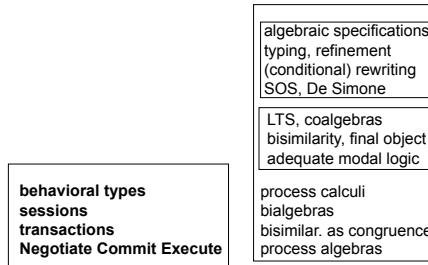 algebraic specifications
typing, refinement
(conditional) rewriting
SOS, De Simone
LTS, coalgebras
bisimilarity, final object
adequate modal logic
behavioral types
sessions
transactions
Negotiate Commit Execute
process calculi
bialgebras
bisimilar. as congruence
process algebras